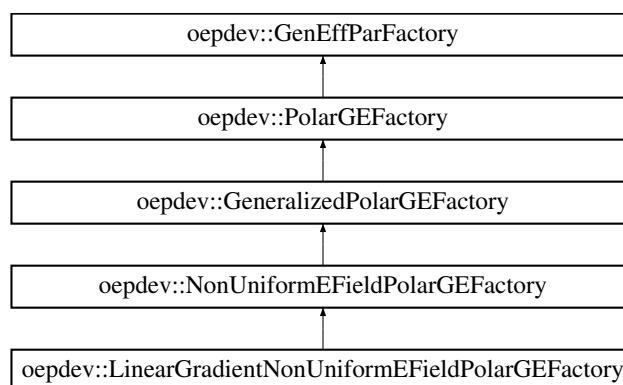 oepdev::GenEffParFactory
oepdev::PolarGEFactory
oepdev::GeneralizedPolarGEFactory
oepdev::NonUniformEFieldPolarGEFactory
oepdev::LinearGradientNonUniformEFieldPolarGEFactory